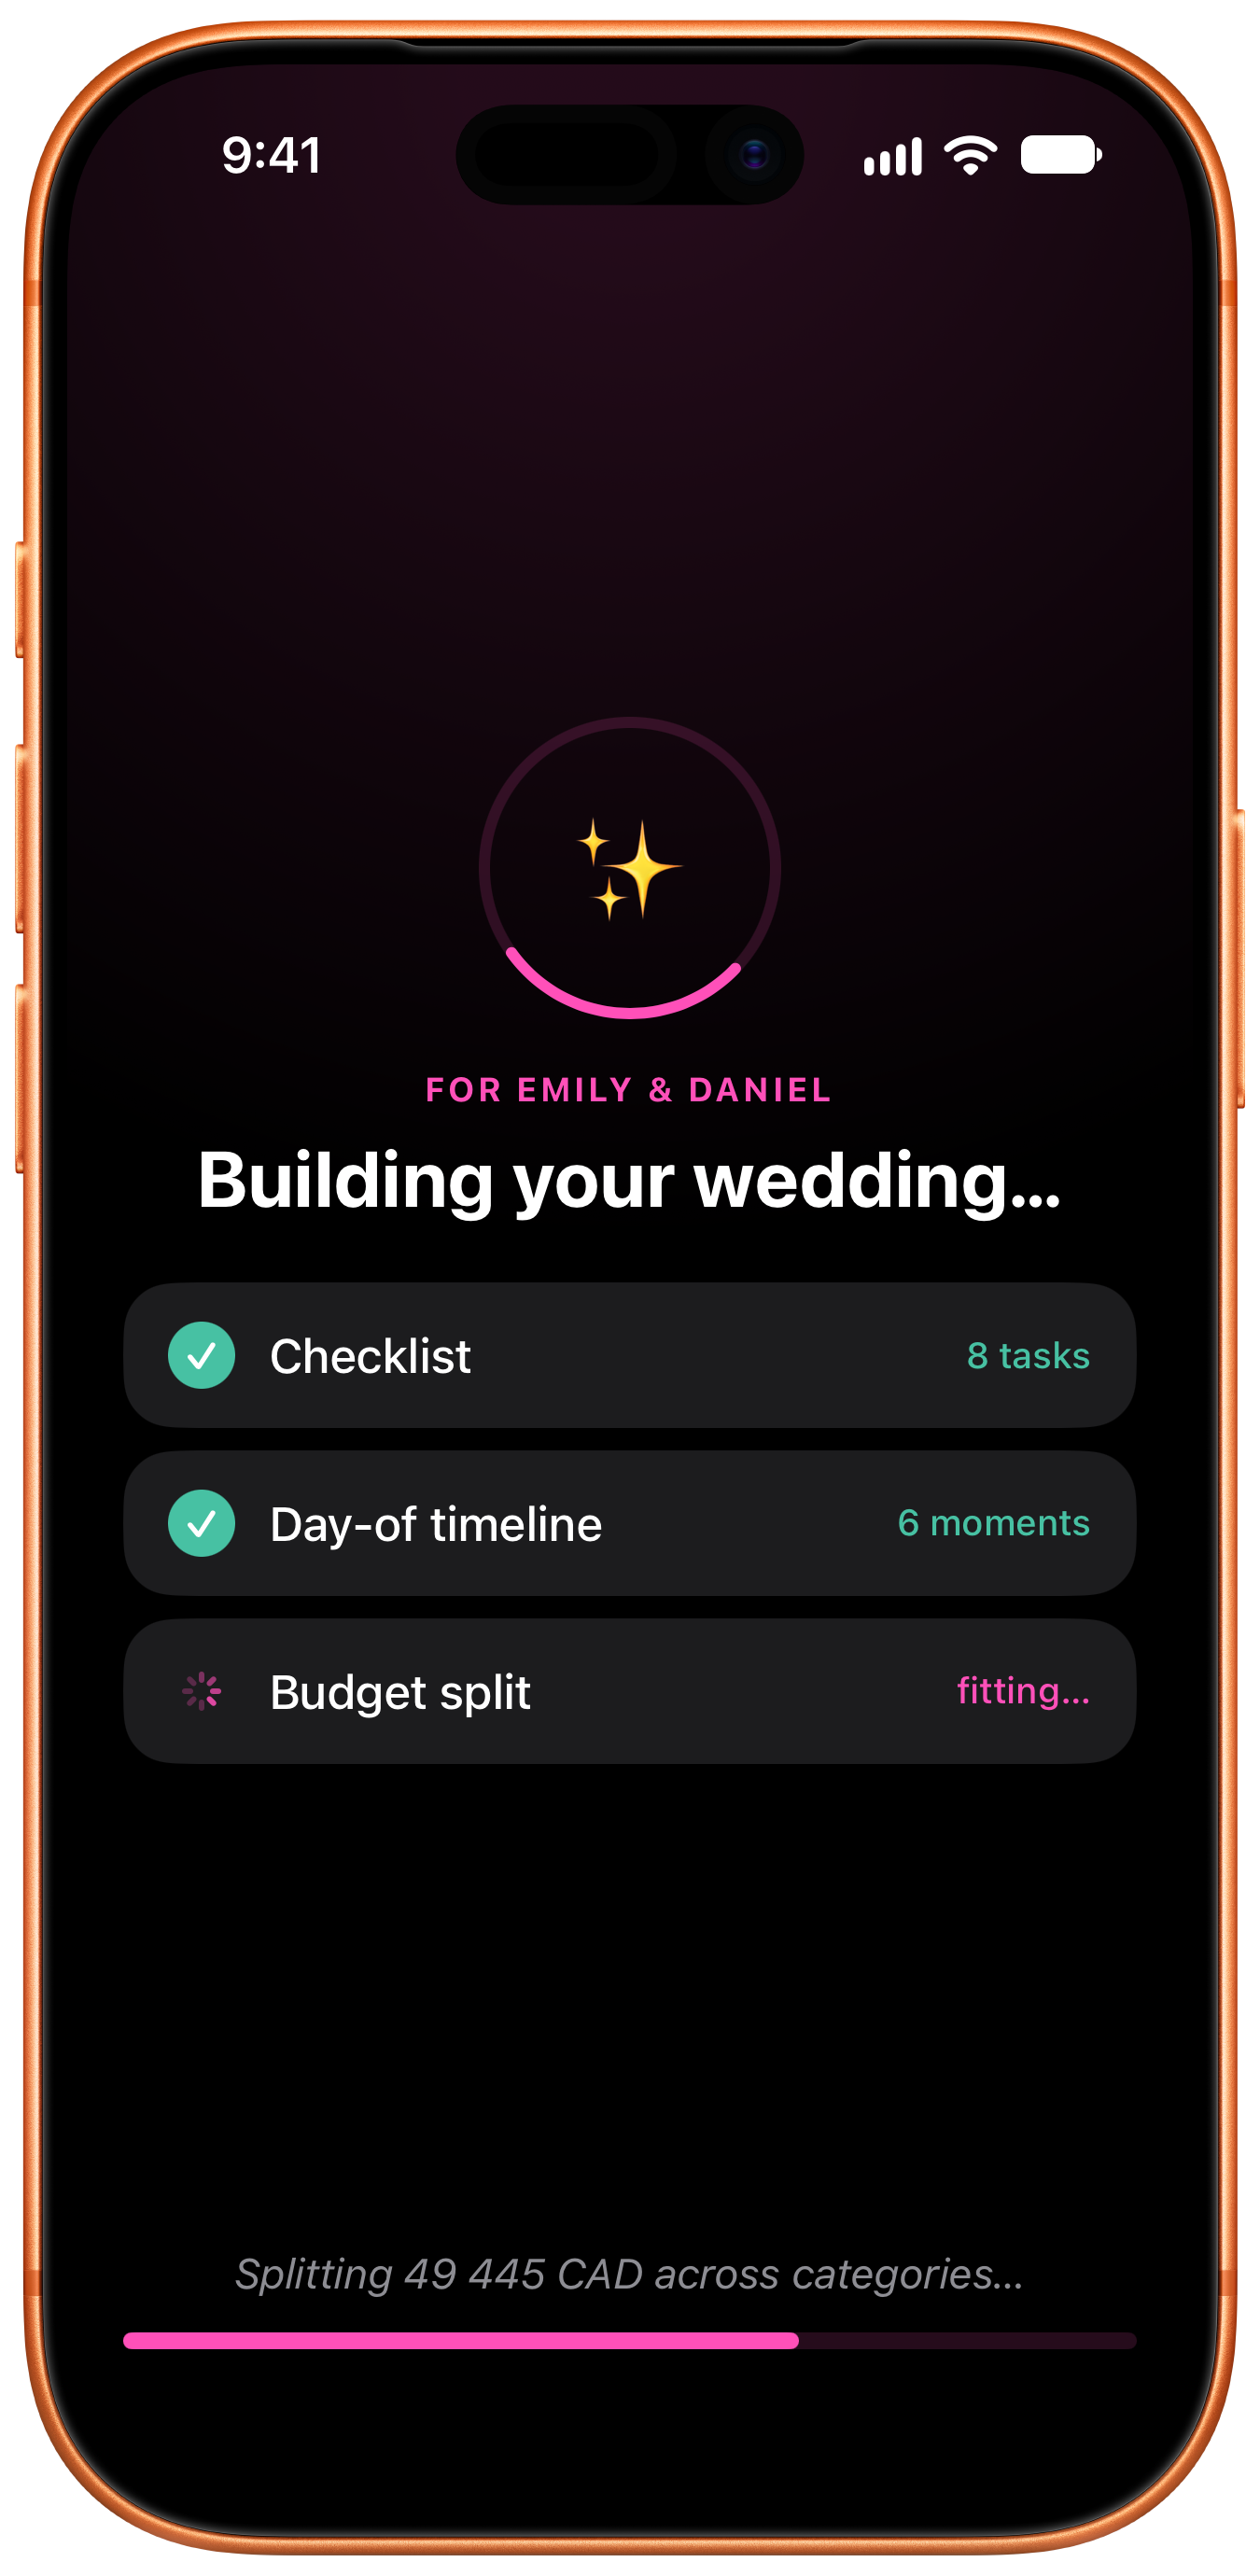 9:41
FOR EMILY & DANIEL
Building your wedding...
Checklist 8 tasks
Day-of timeline 6 moments
Budget split fitting...
Splitting 49 445 CAD across categories...